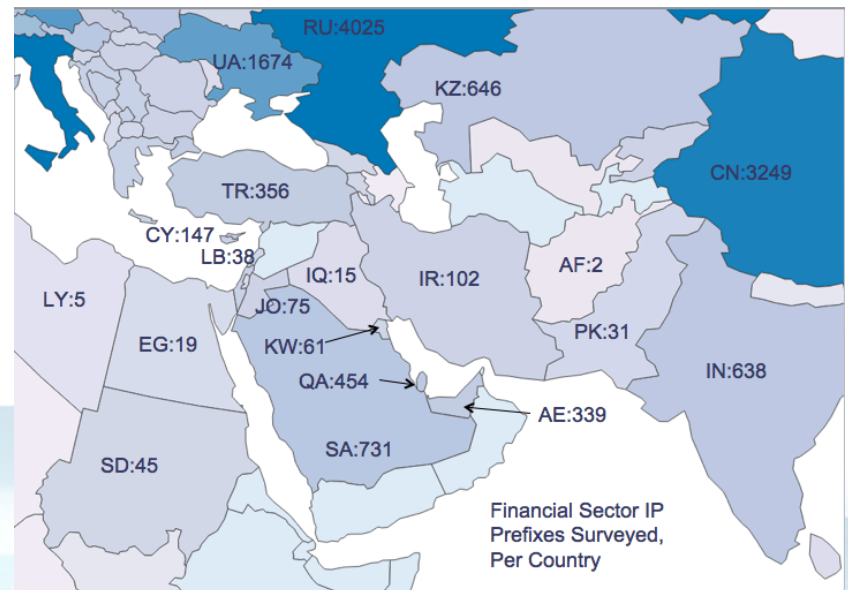 RU:4025
UA:1674
KZ:646
CN:3249
TR:356
CY:147
LB:38
IQ:15
IR:102
AF:2
LY:5
JO:75
EG:19
KW:61
PK:31
QA:454
IN:638
AE:339
SA:731
SD:45
Financial Sector IP
Prefixes Surveyed,
Per Country